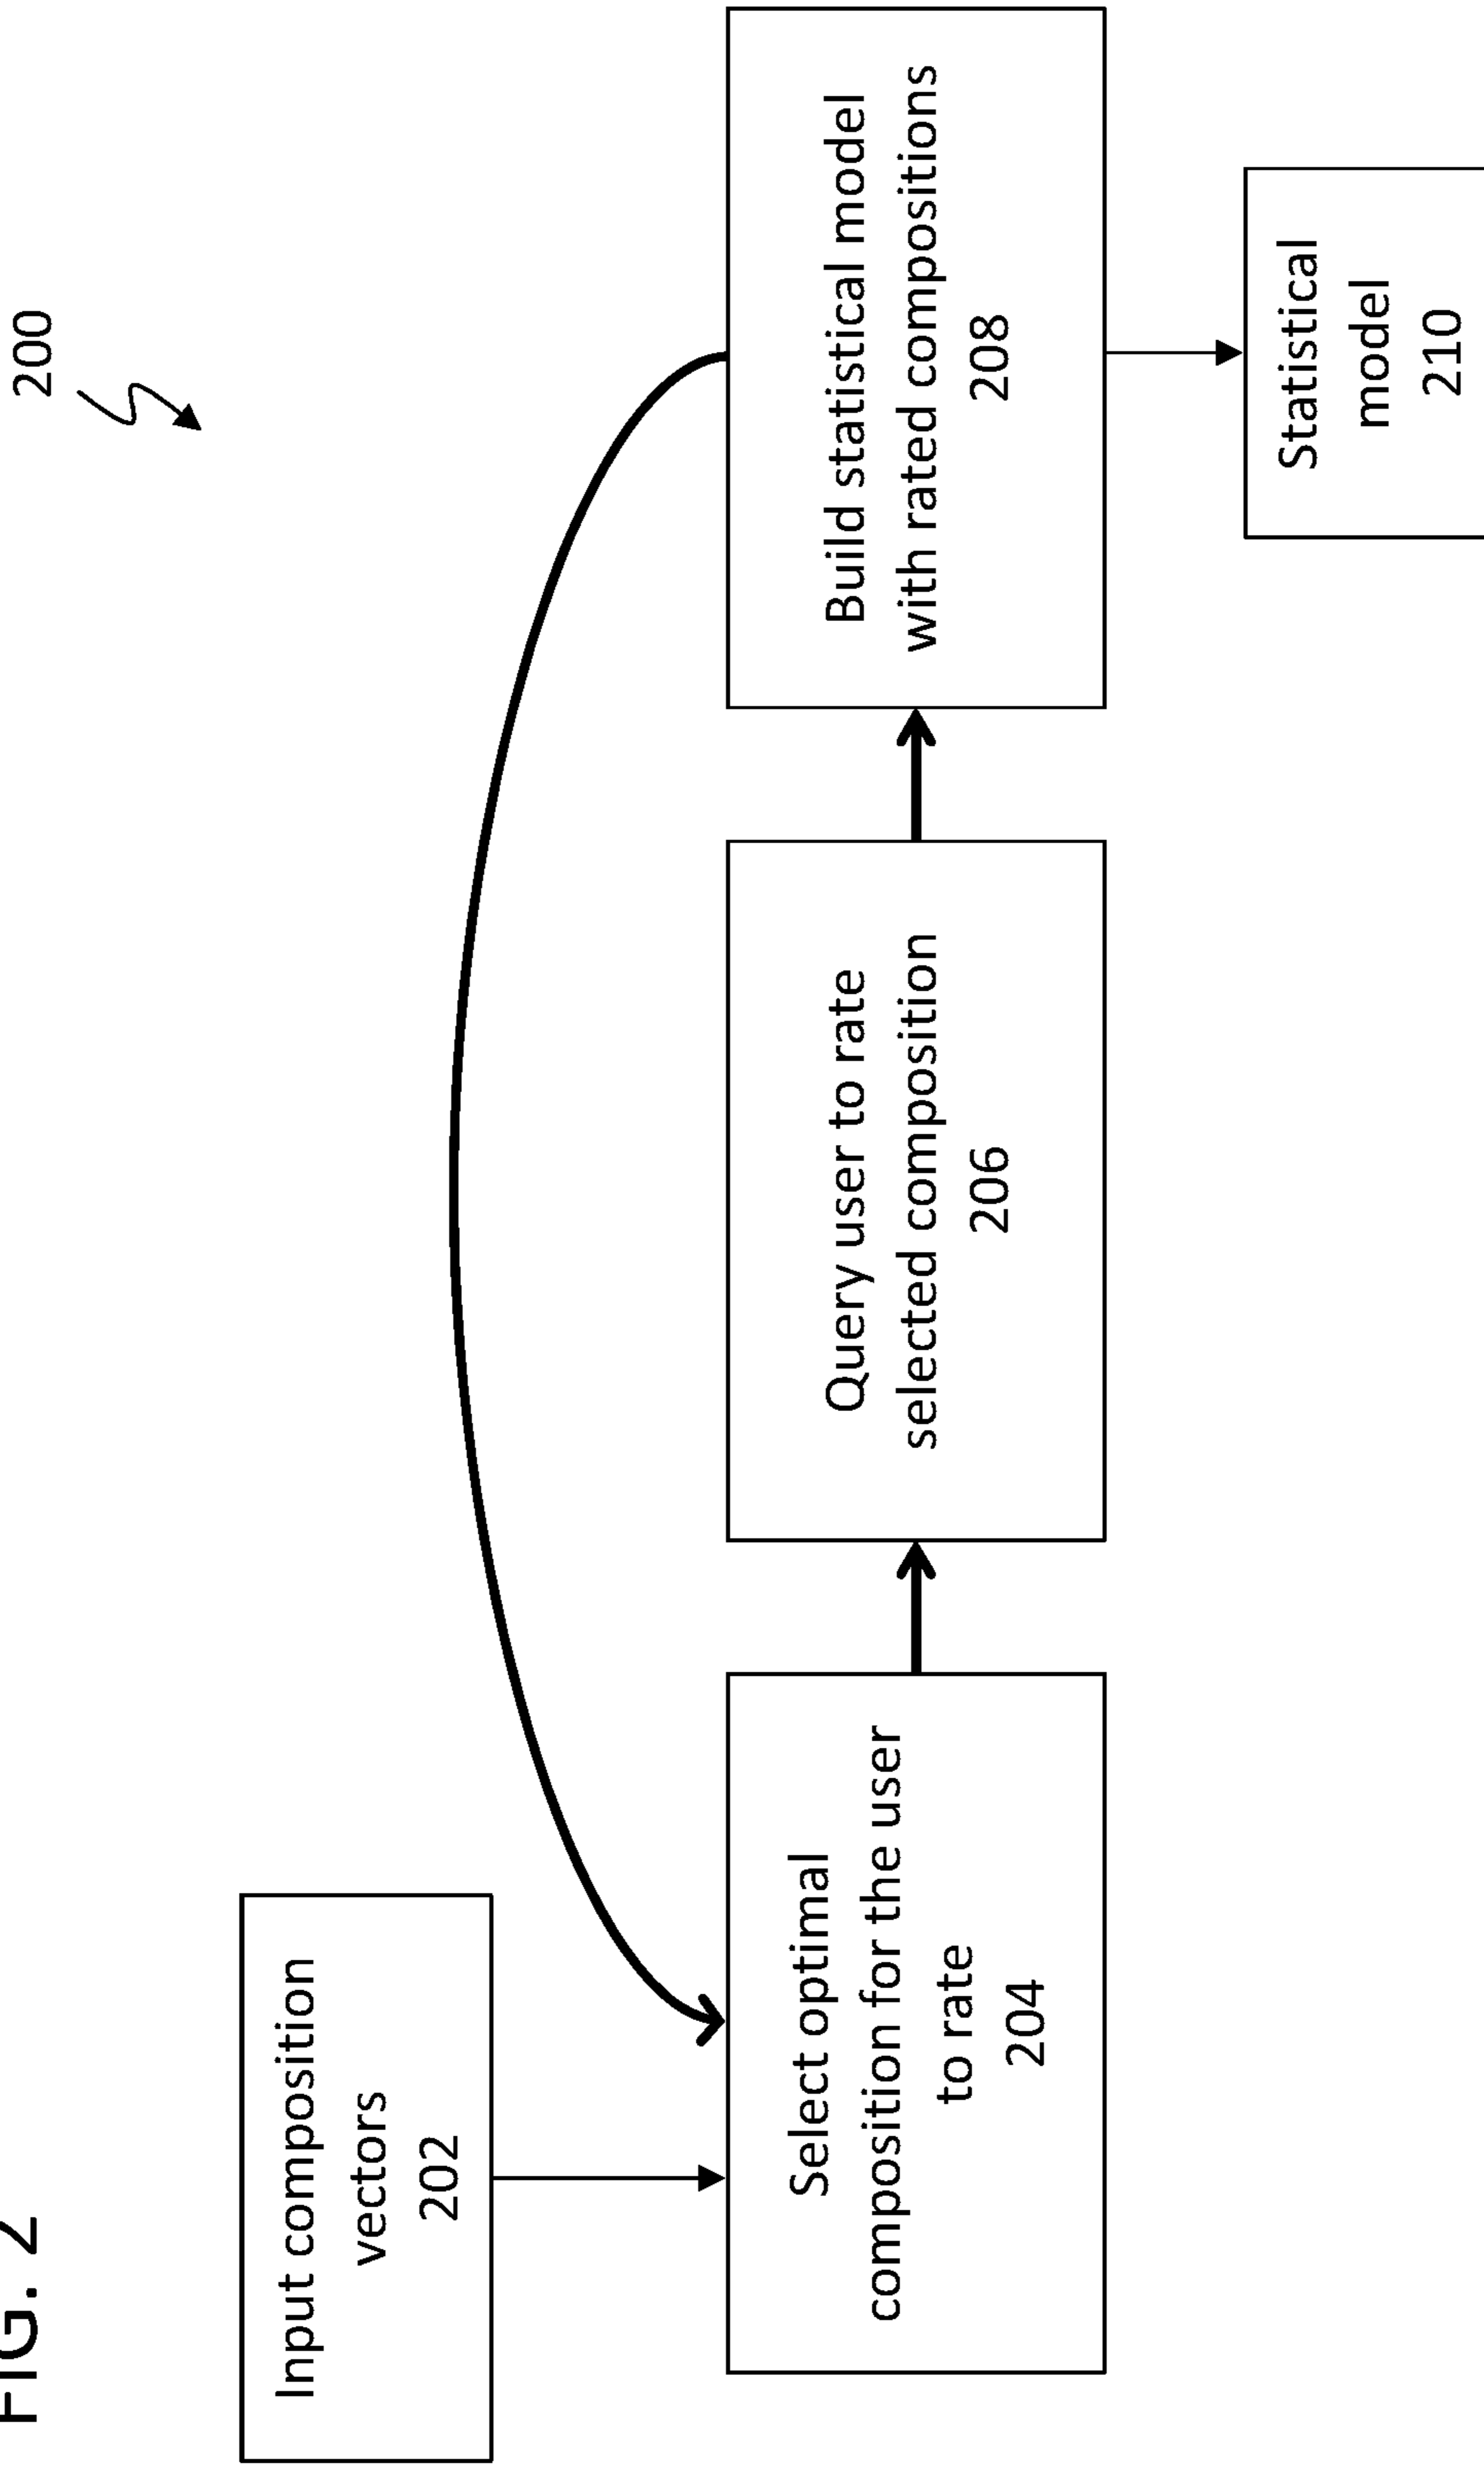 FIG. 2
200
Input composition
vectors
202
Select optimal
composition for the user
to rate
204
Query user to rate
selected composition
206
Build statistical model
with rated compositions
208
Statistical
model
210